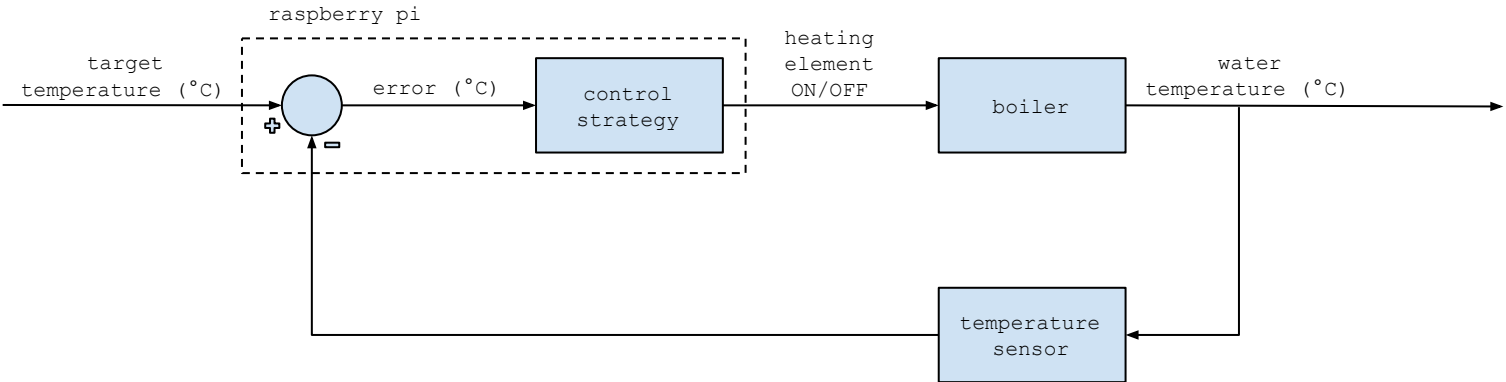 raspberry pi
target
temperature (°C)
error (°C)
control
strategy
heating
element
ON/OFF
boiler
water
temperature (°C)
temperature
sensor